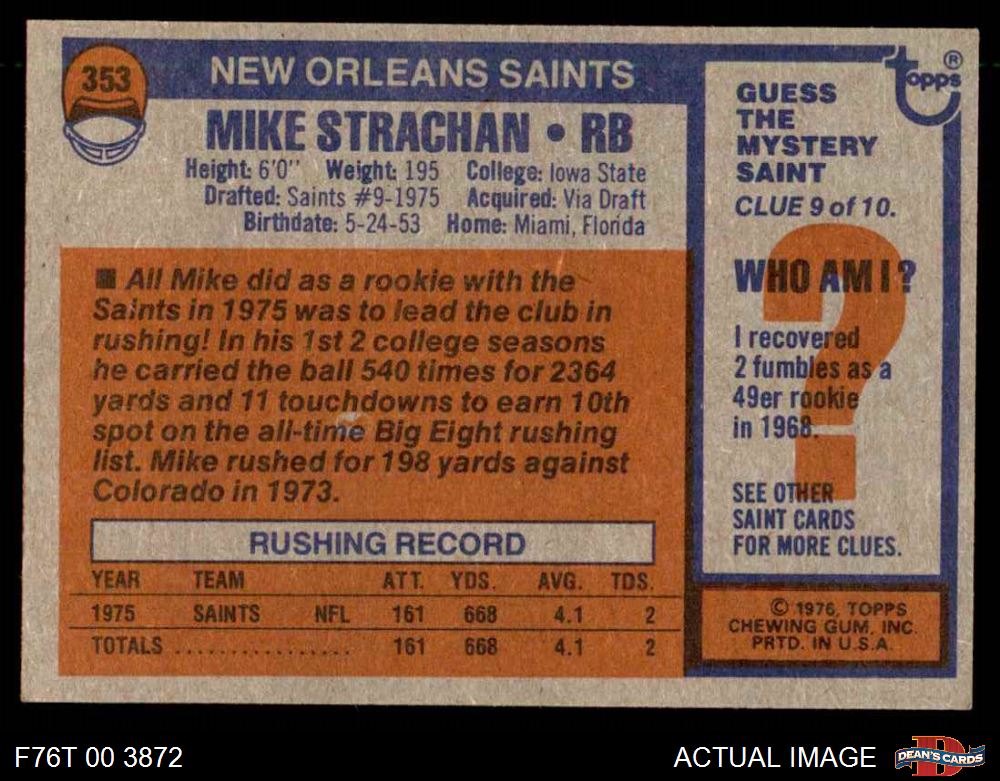 353
NEW ORLEANS SAINTS
MIKE STRACHAN • RB
Height: 6'0" Weight: 195 College: Iowa State
Drafted: Saints #9-1975 Acquired: Via Draft
Birthdate: 5-24-53 Home: Miami, Florida
■ All Mike did as a rookie with the
Saints in 1975 was to lead the club in
rushing! In his 1st 2 college seasons
he carried the ball 540 times for 2364
yards and 11 touchdowns to earn 10th
spot on the all-time Big Eight rushing
list. Mike rushed for 198 yards against
Colorado in 1973.
RUSHING RECORD
YEAR TEAM ATT. YDS. AVG. TDS.
1975 SAINTS NFL 161 668 4.1 2
TOTALS ................ 161 668 4.1 2
topps ®
GUESS
THE
MYSTERY
SAINT
CLUE 9 of 10.
?
WHO AM I?
I recovered
2 fumbles as a
49er rookie
in 1968.
SEE OTHER
SAINT CARDS
FOR MORE CLUES.
© 1976, TOPPS
CHEWING GUM, INC.
PRTD. IN U.S.A.
F76T 00 3872
ACTUAL IMAGE
D
DEAN'S CARDS